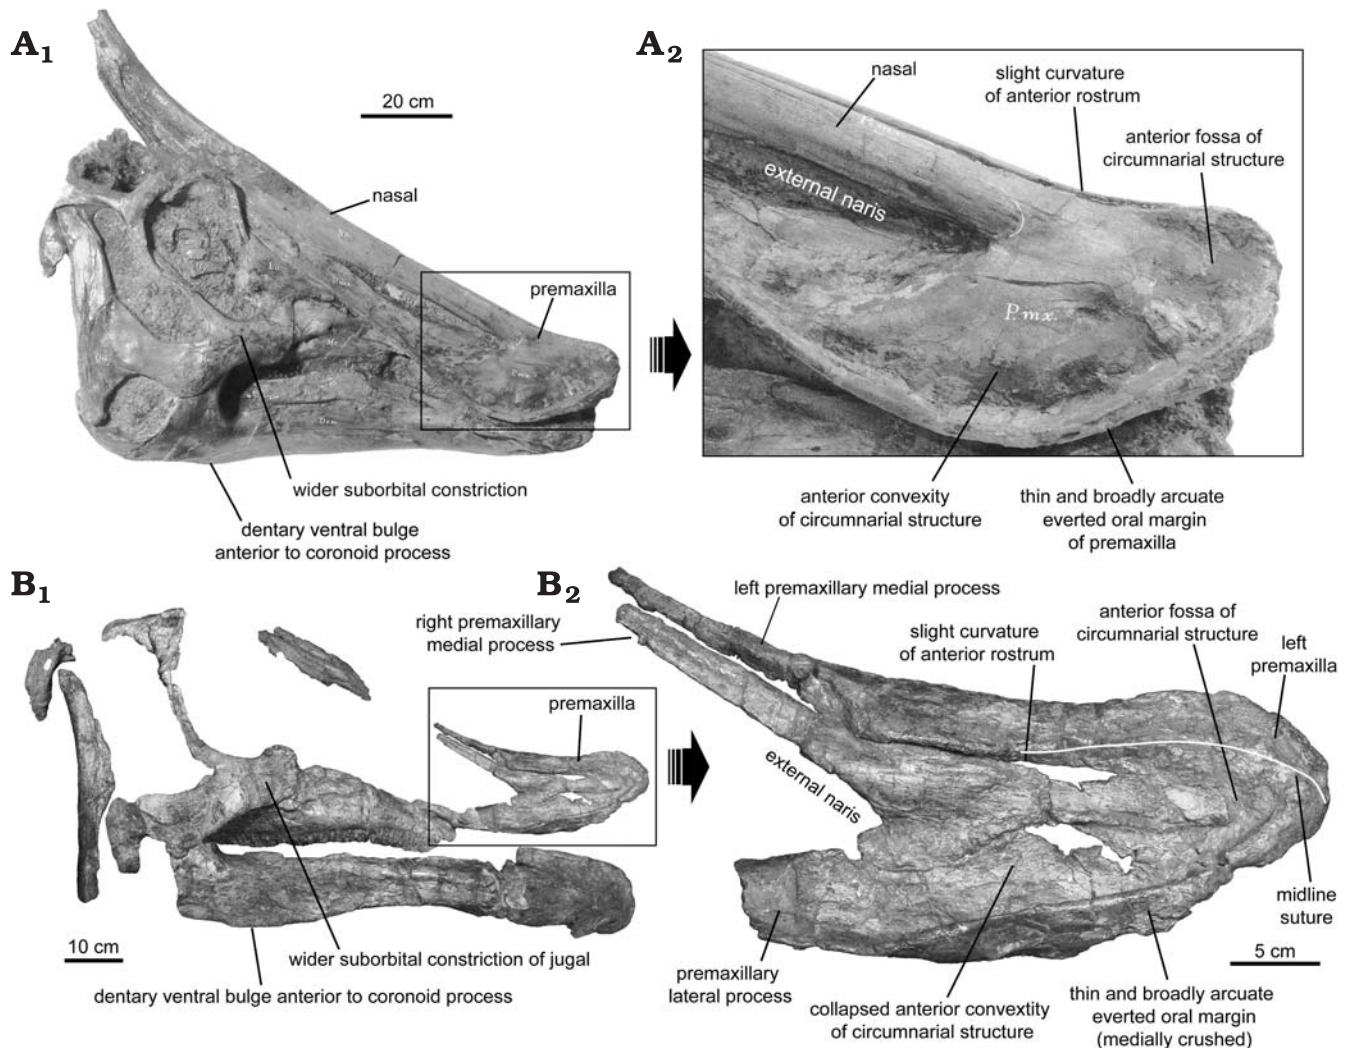 A1
A2
20 cm
nasal
premaxilla
wider suborbital constriction
dentary ventral bulge
anterior to coronoid process
nasal
slight curvature
of anterior rostrum
anterior fossa of
circumnarial structure
external naris
P.mx.
anterior convexity
of circumnarial structure
thin and broadly arcuate
everted oral margin
of premaxilla
B1
B2
right premaxillary
medial process
premaxilla
10 cm
wider suborbital constriction of jugal
dentary ventral bulge anterior to coronoid process
left premaxillary medial process
slight curvature
of anterior rostrum
anterior fossa of
circumnarial structure
left
premaxilla
external naris
midline
suture
5 cm
premaxillary
lateral process
collapsed anterior convextity
of circumnarial structure
thin and broadly arcuate
everted oral margin
(medially crushed)